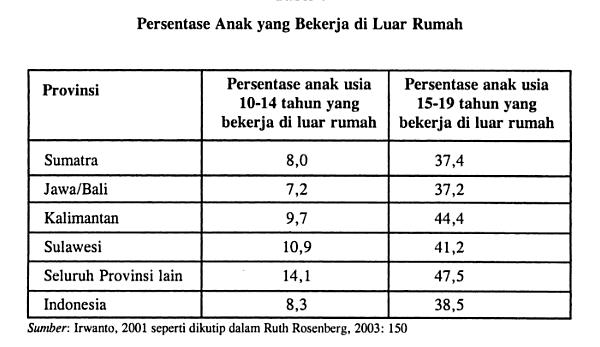 Persentase Anak yang Bekerja di Luar Rumah
Provinsi
Persentase anak usia
10-14 tahun yang
bekerja di luar rumah
Persentase anak usia
15-19 tahun yang
bekerja di luar rumah
Sumatra 8,0 37,4
Jawa/Bali 7,2 37,2
Kalimantan 9,7 44,4
Sulawesi 10,9 41,2
Seluruh Provinsi lain 14,1 47,5
Indonesia 8,3 38,5
Sumber: Irwanto, 2001 seperti dikutip dalam Ruth Rosenberg, 2003: 150